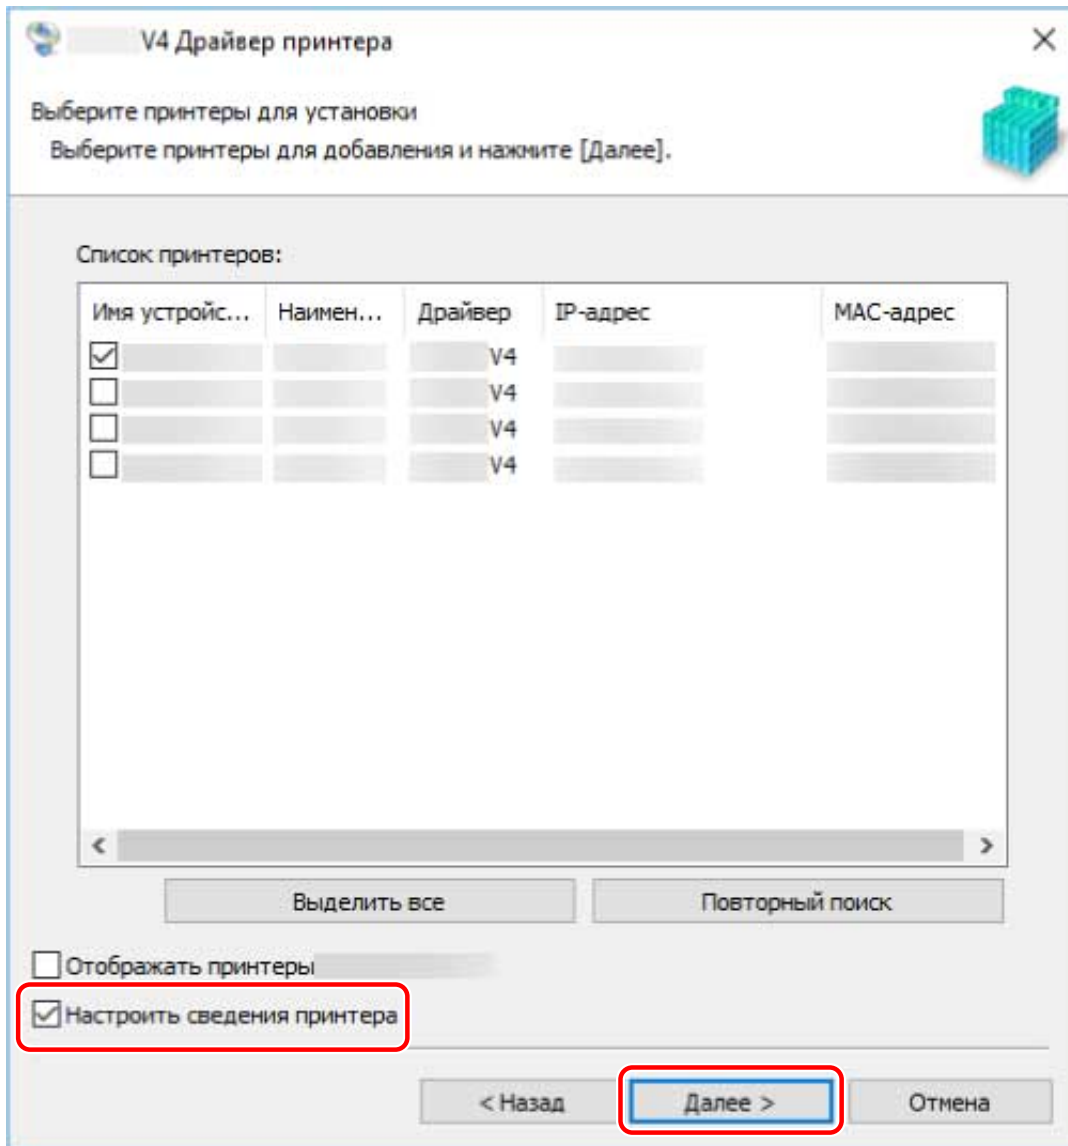 V4 Драйвер принтера
Выберите принтеры для установки
Выберите принтеры для добавления и нажмите [Далее].
Список принтеров:
Имя устройс... Наимен... Драйвер IP-адрес MAC-адрес
V4
V4
V4
V4
Выделить все Повторный поиск
Отображать принтеры
Настроить сведения принтера
< Назад Далее > Отмена